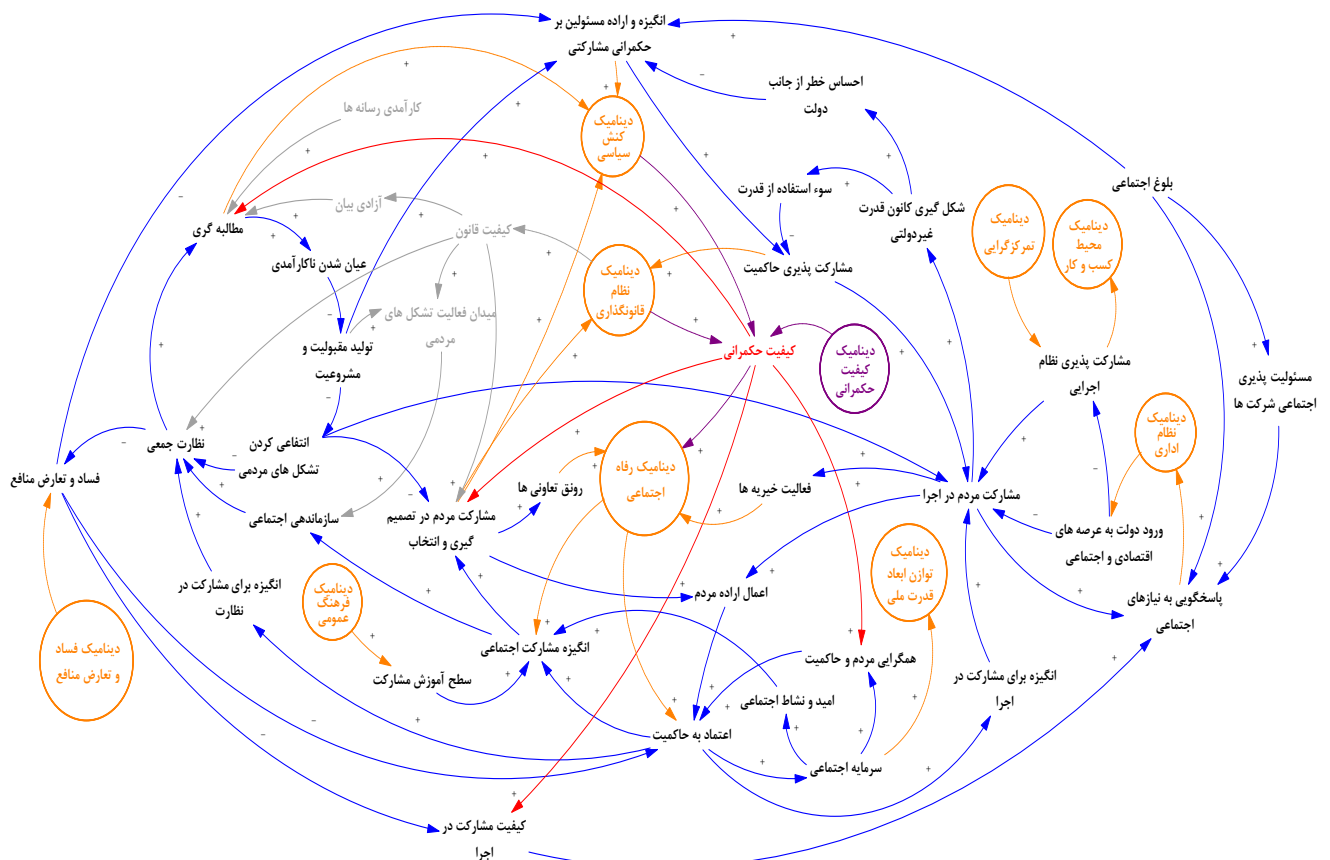 انگیزه و اراده مسئولین بر
حکمرانی مشارکتی
احساس خطر از جانب
دولت
کارآمدی رسانه ها
دینامیک
کنش
سیاسی
بلوغ اجتماعی
سوء استفاده از قدرت
آزادی بیان
شکل گیری کانون قدرت
غیردولتی
مطالبه گری
کیفیت قانون
دینامیک
تمرکزگرایی
دینامیک
محیط
کسب و کار
عیان شدن ناکارآمدی
دینامیک
نظام
قانونگذاری
مشارکت پذیری حاکمیت
میدان فعالیت تشکل های
مردمی
تولید مقبولیت و
مشروعیت
کیفیت حکمرانی
دینامیک
کیفیت
حکمرانی
مشارکت پذیری نظام
اجرایی
مسئولیت پذیری
اجتماعی شرکت ها
نظارت جمعی
انتفاعی کردن
تشکل های مردمی
دینامیک
نظام
اداری
فساد و تعارض منافع
رونق تعاونی ها
دینامیک رفاه
اجتماعی
فعالیت خیریه ها
مشارکت مردم در اجرا
سازماندهی اجتماعی
مشارکت مردم در تصمیم
گیری و انتخاب
ورود دولت به عرصه های
اقتصادی و اجتماعی
دینامیک
توازن ابعاد
قدرت ملی
انگیزه برای مشارکت در
نظارت
دینامیک
فرهنگ
عمومی
اعمال اراده مردم
پاسخگویی به نیازهای
اجتماعی
دینامیک فساد
و تعارض منافع
انگیزه مشارکت اجتماعی
همگرایی مردم و حاکمیت
سطح آموزش مشارکت
امید و نشاط اجتماعی
انگیزه برای مشارکت در
اجرا
اعتماد به حاکمیت
سرمایه اجتماعی
کیفیت مشارکت در
اجرا